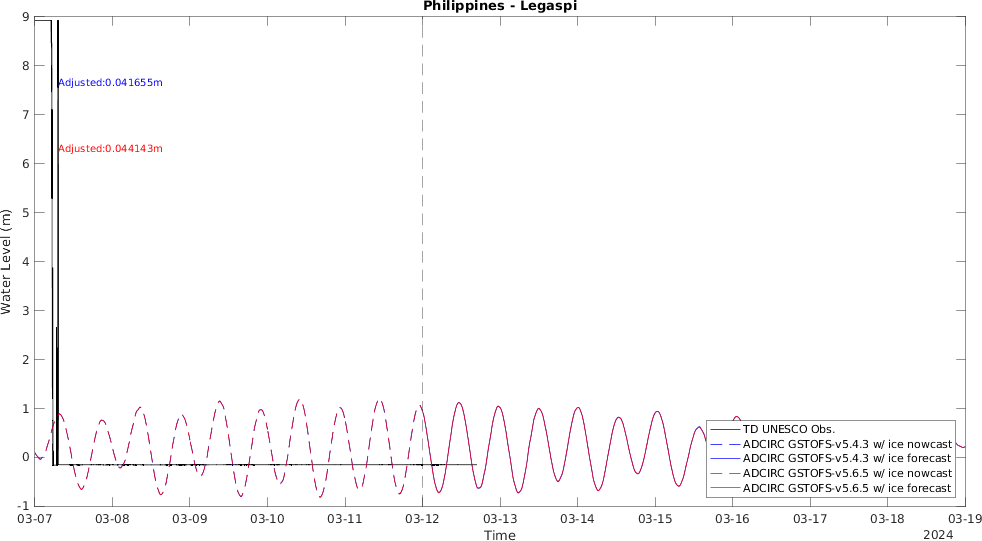 Philippines - Legaspi
9
8
7
6
5
4
3
2
1
0
-1
Water Level (m)
Adjusted:0.041655m
Adjusted:0.044143m
TD UNESCO Obs.
ADCIRC GSTOFS-v5.4.3 w/ ice nowcast
ADCIRC GSTOFS-v5.4.3 w/ ice forecast
ADCIRC GSTOFS-v5.6.5 w/ ice nowcast
ADCIRC GSTOFS-v5.6.5 w/ ice forecast
03-07 03-08 03-09 03-10 03-11 03-12 03-13 03-14 03-15 03-16 03-17 03-18 03-19
Time
2024